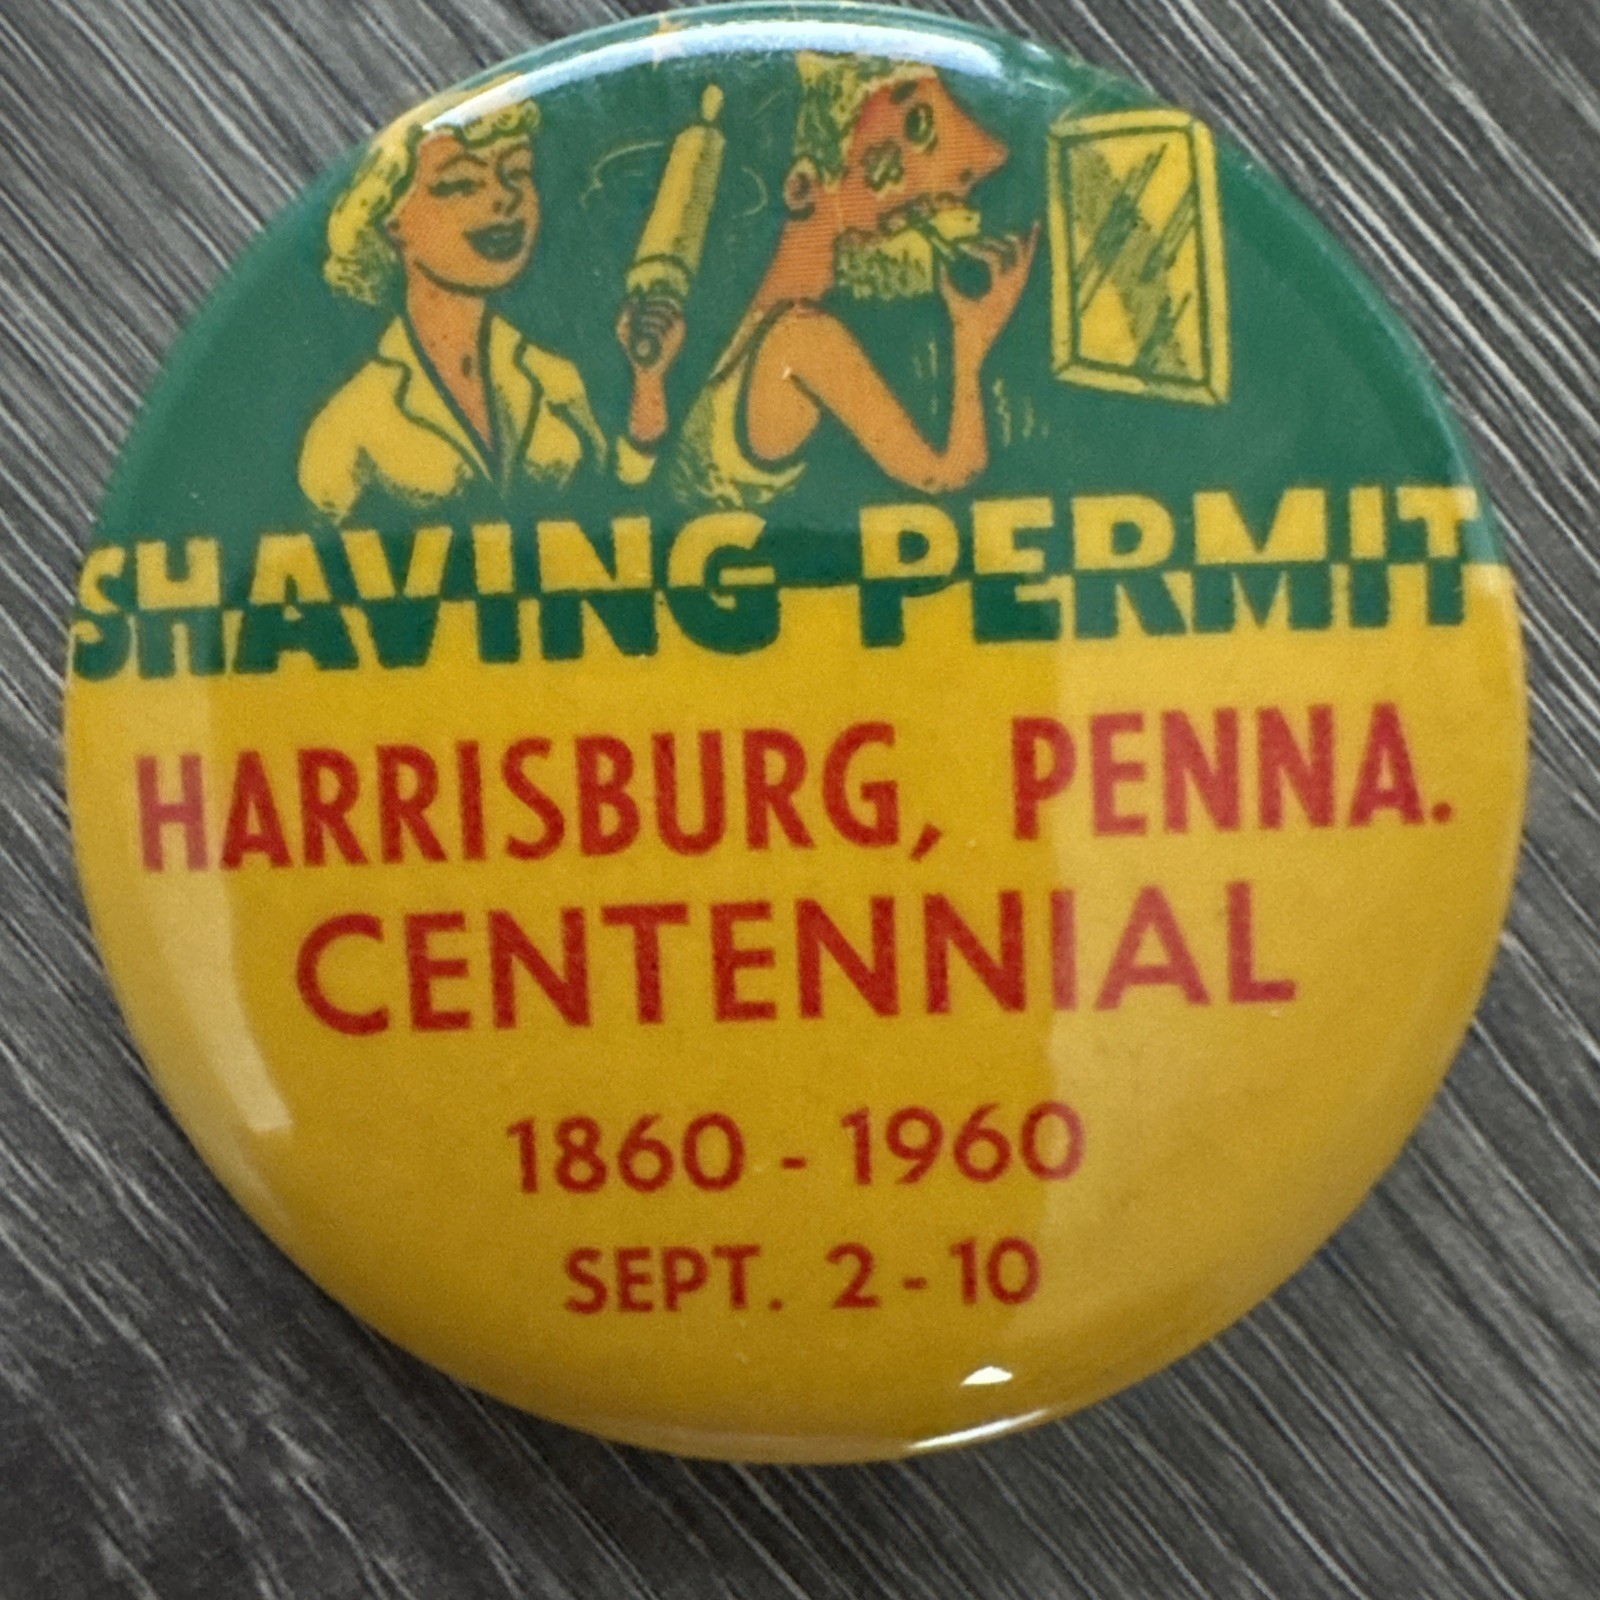 SHAVING PERMIT
HARRISBURG, PENNA.
CENTENNIAL
1860 - 1960
SEPT. 2 - 10